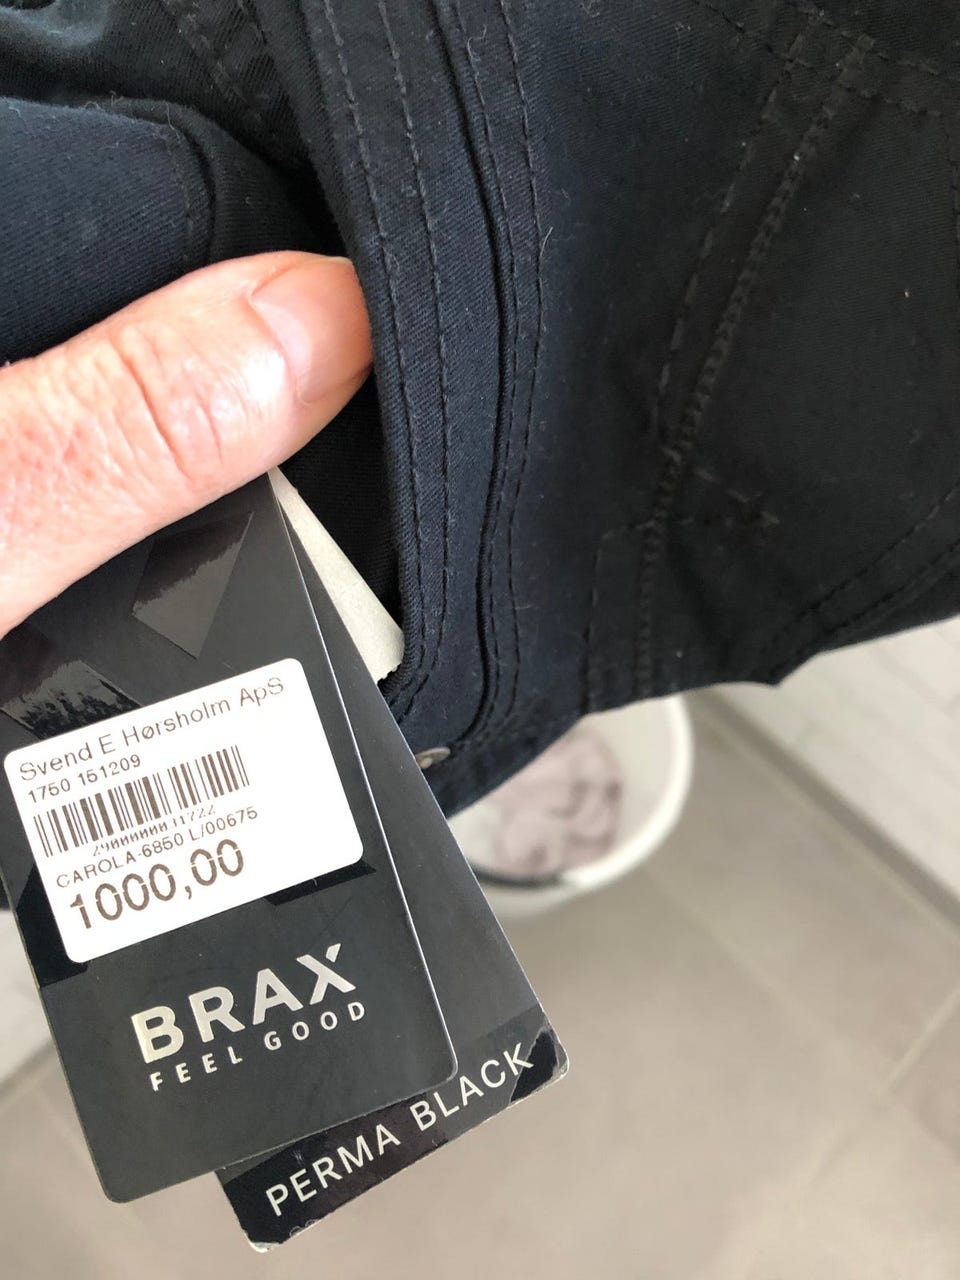 Svend E Hørsholm ApS
1750 151209
CAROLA-6850 L/00675
1000,00
BRAX
FEEL GOOD
PERMA BLACK